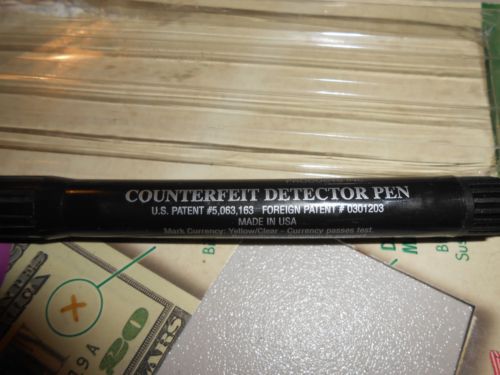 COUNTERFEIT DETECTOR PEN
U.S. PATENT #5,063,163 FOREIGN PATENT # 0301203
MADE IN USA
Mark Currency: Yellow/Clear - Currency passes test.
20